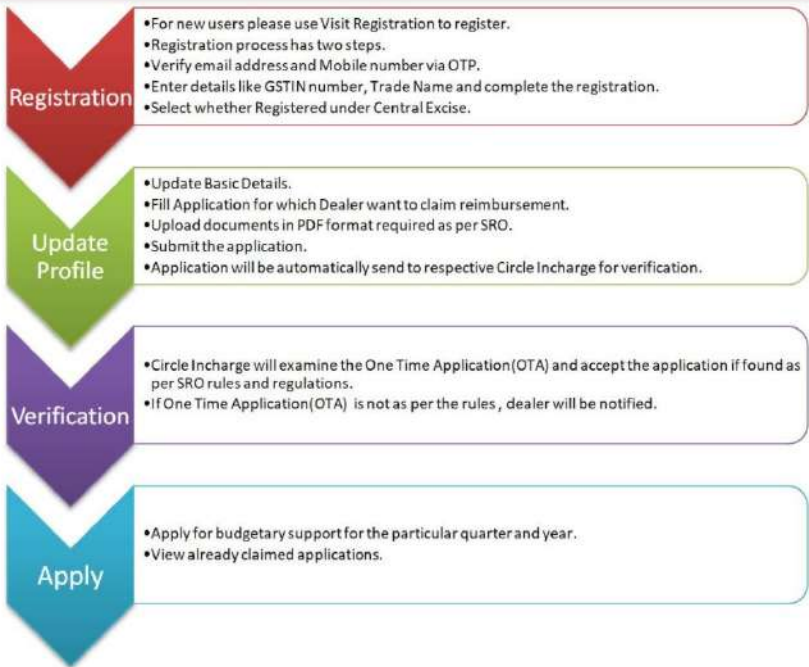 Registration
•For new users please use Visit Registration to register.
•Registration process has two steps.
•Verify email address and Mobile number via OTP.
•Enter details like GSTIN number, Trade Name and complete the registration.
•Select whether Registered under Central Excise.
Update
Profile
•Update Basic Details.
•Fill Application for which Dealer want to claim reimbursement.
•Upload documents in PDF format required as per SRO.
•Submit the application.
•Application will be automatically send to respective Circle Incharge for verification.
Verification
•Circle Incharge will examine the One Time Application(OTA) and accept the application if found as
per SRO rules and regulations.
•If One Time Application(OTA) is not as per the rules , dealer will be notified.
Apply
•Apply for budgetary support for the particular quarter and year.
•View already claimed applications.